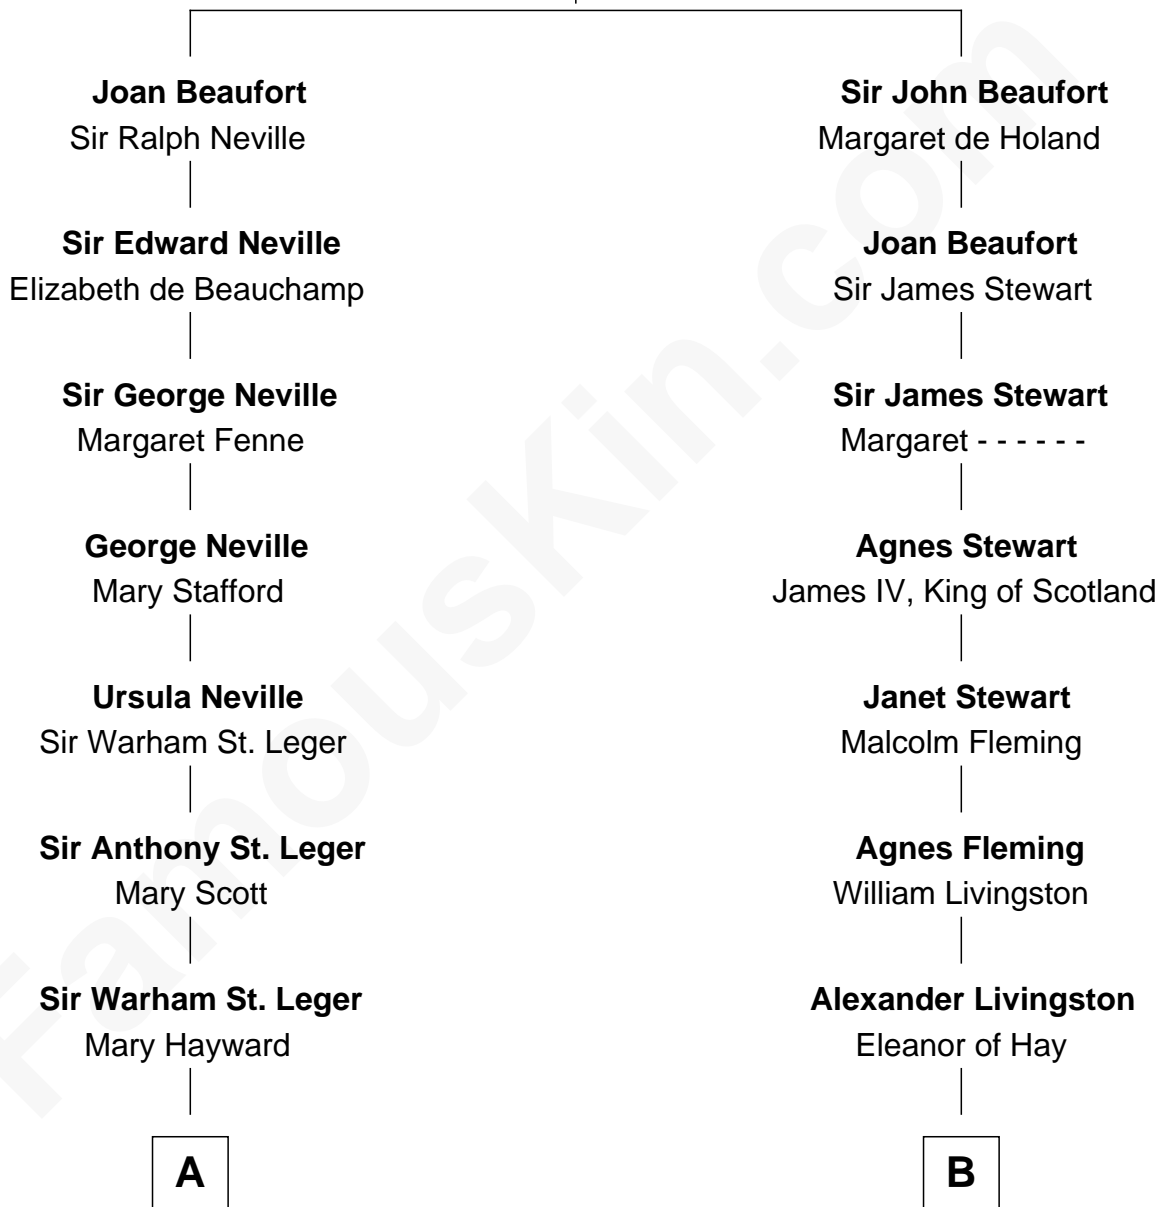 Joan Beaufort
Sir Ralph Neville
Sir Edward Neville
Elizabeth de Beauchamp
Sir George Neville
Margaret Fenne
George Neville
Mary Stafford
Ursula Neville
Sir Warham St. Leger
Sir Anthony St. Leger
Mary Scott
Sir Warham St. Leger
Mary Hayward
A
Sir John Beaufort
Margaret de Holand
Joan Beaufort
Sir James Stewart
Sir James Stewart
Margaret - - - - - -
Agnes Stewart
James IV, King of Scotland
Janet Stewart
Malcolm Fleming
Agnes Fleming
William Livingston
Alexander Livingston
Eleanor of Hay
B
FamousKin.com